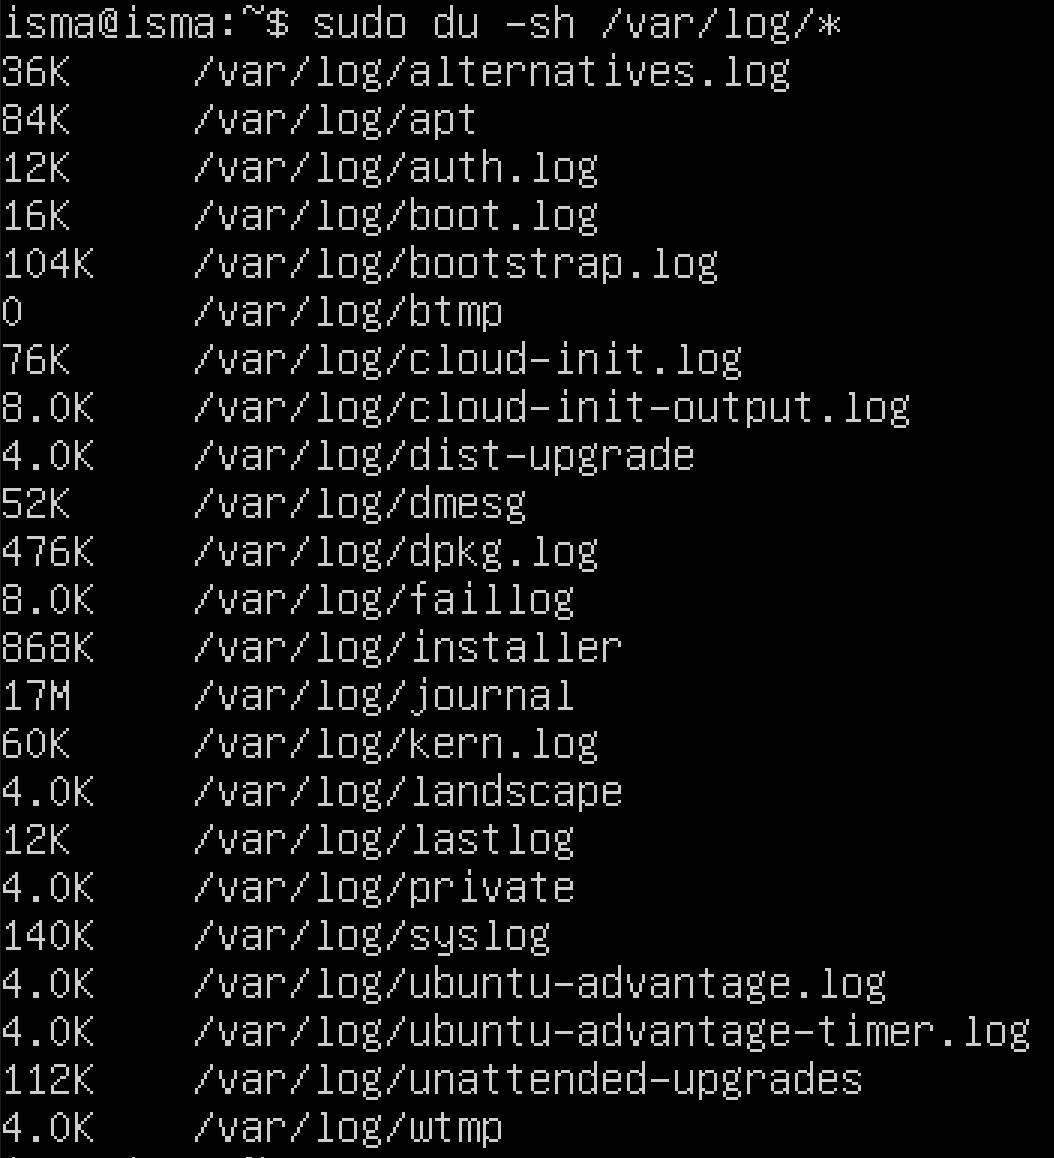 isma@isma:~$ sudo du -sh /var/log/*
36K /var/log/alternatives.log
84K /var/log/apt
12K /var/log/auth.log
16K /var/log/boot.log
104K /var/log/bootstrap.log
0 /var/log/btmp
76K /var/log/cloud-init.log
8.0K /var/log/cloud-init-output.log
4.0K /var/log/dist-upgrade
52K /var/log/dmesg
476K /var/log/dpkg.log
8.0K /var/log/faillog
868K /var/log/installer
17M /var/log/journal
60K /var/log/kern.log
4.0K /var/log/landscape
12K /var/log/lastlog
4.0K /var/log/private
140K /var/log/syslog
4.0K /var/log/ubuntu-advantage.log
4.0K /var/log/ubuntu-advantage-timer.log
112K /var/log/unattended-upgrades
4.0K /var/log/wtmp